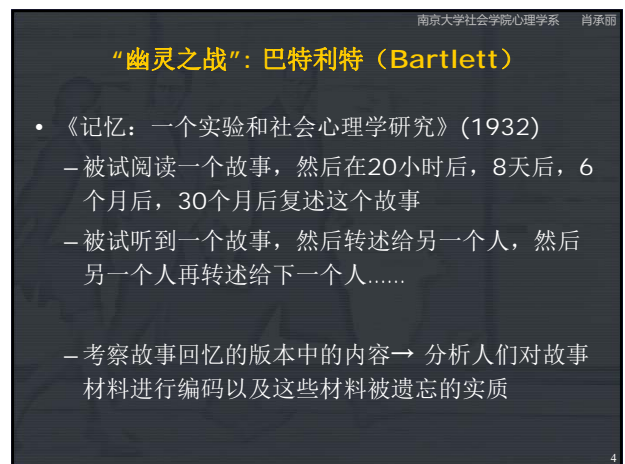 南京大学社会学院心理学系 肖承丽
“幽灵之战”: 巴特利特（Bartlett）
• 《记忆：一个实验和社会心理学研究》(1932)
– 被试阅读一个故事，然后在20小时后，8天后，6
个月后，30个月后复述这个故事
– 被试听到一个故事，然后转述给另一个人，然后
另一个人再转述给下一个人......
– 考察故事回忆的版本中的内容→ 分析人们对故事
材料进行编码以及这些材料被遗忘的实质
4